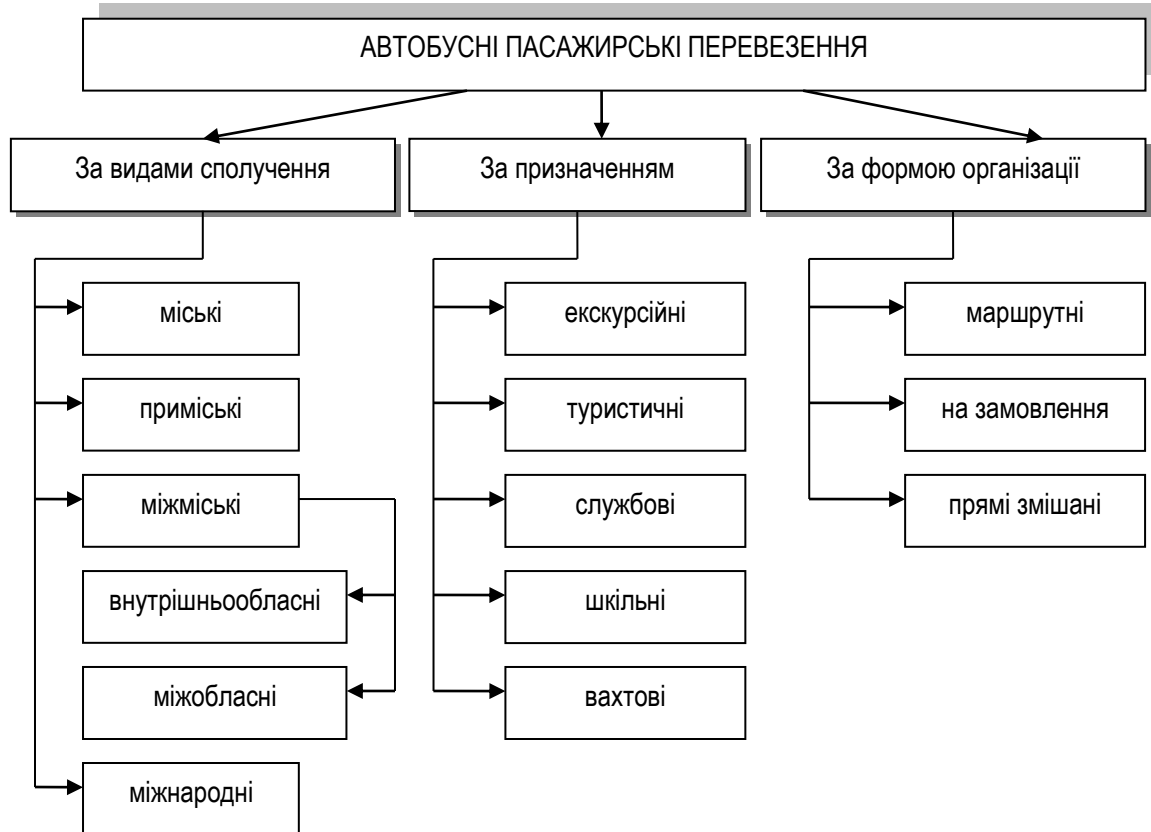 АВТОБУСНІ ПАСАЖИРСЬКІ ПЕРЕВЕЗЕННЯ
За видами сполучення
міські
приміські
міжміські
внутрішньообласні
міжобласні
міжнародні
За призначенням
екскурсійні
туристичні
службові
шкільні
вахтові
За формою організації
маршрутні
на замовлення
прямі змішані